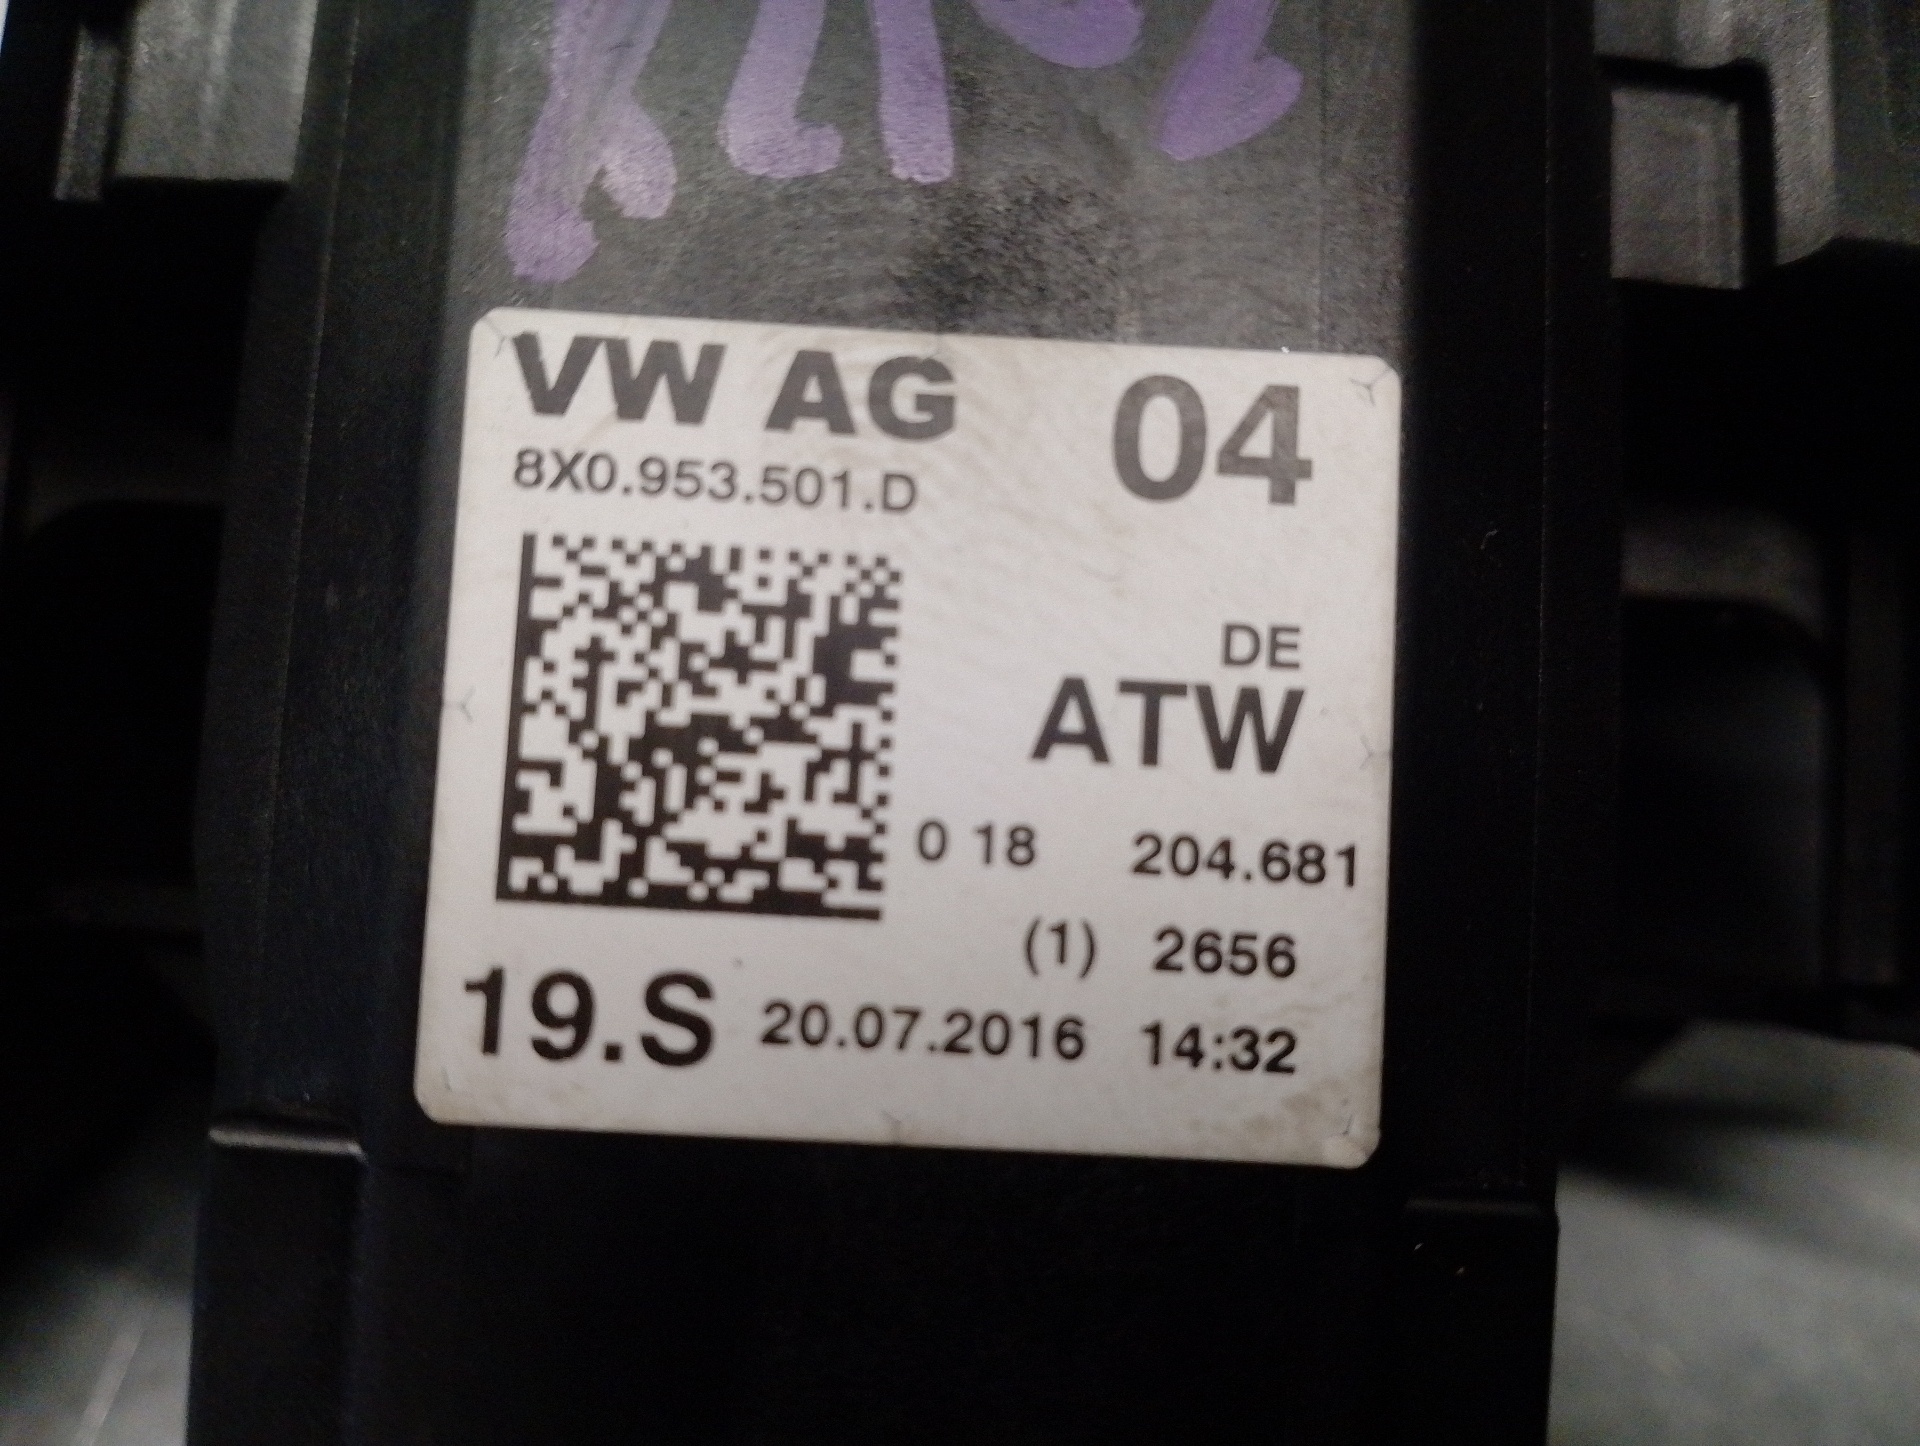 VW AG 04
8X0.953.501.D
DE
ATW
0 18 204.681
(1) 2656
19.S 20.07.2016 14:32